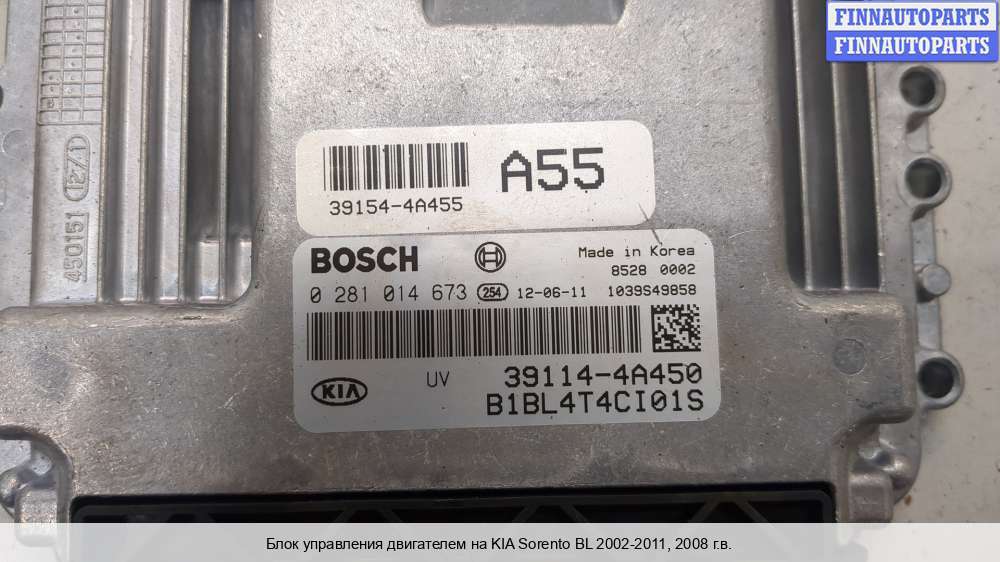 FINNAUTOPARTS
FINNAUTOPARTS
450151
A55
39154-4A455
BOSCH
Made in Korea
8528 0002
0 281 014 673 254 12-06-11 1039S49858
KIA
UV
39114-4A450
B1BL4T4CI01S
Блок управления двигателем на KIA Sorento BL 2002-2011, 2008 г.в.